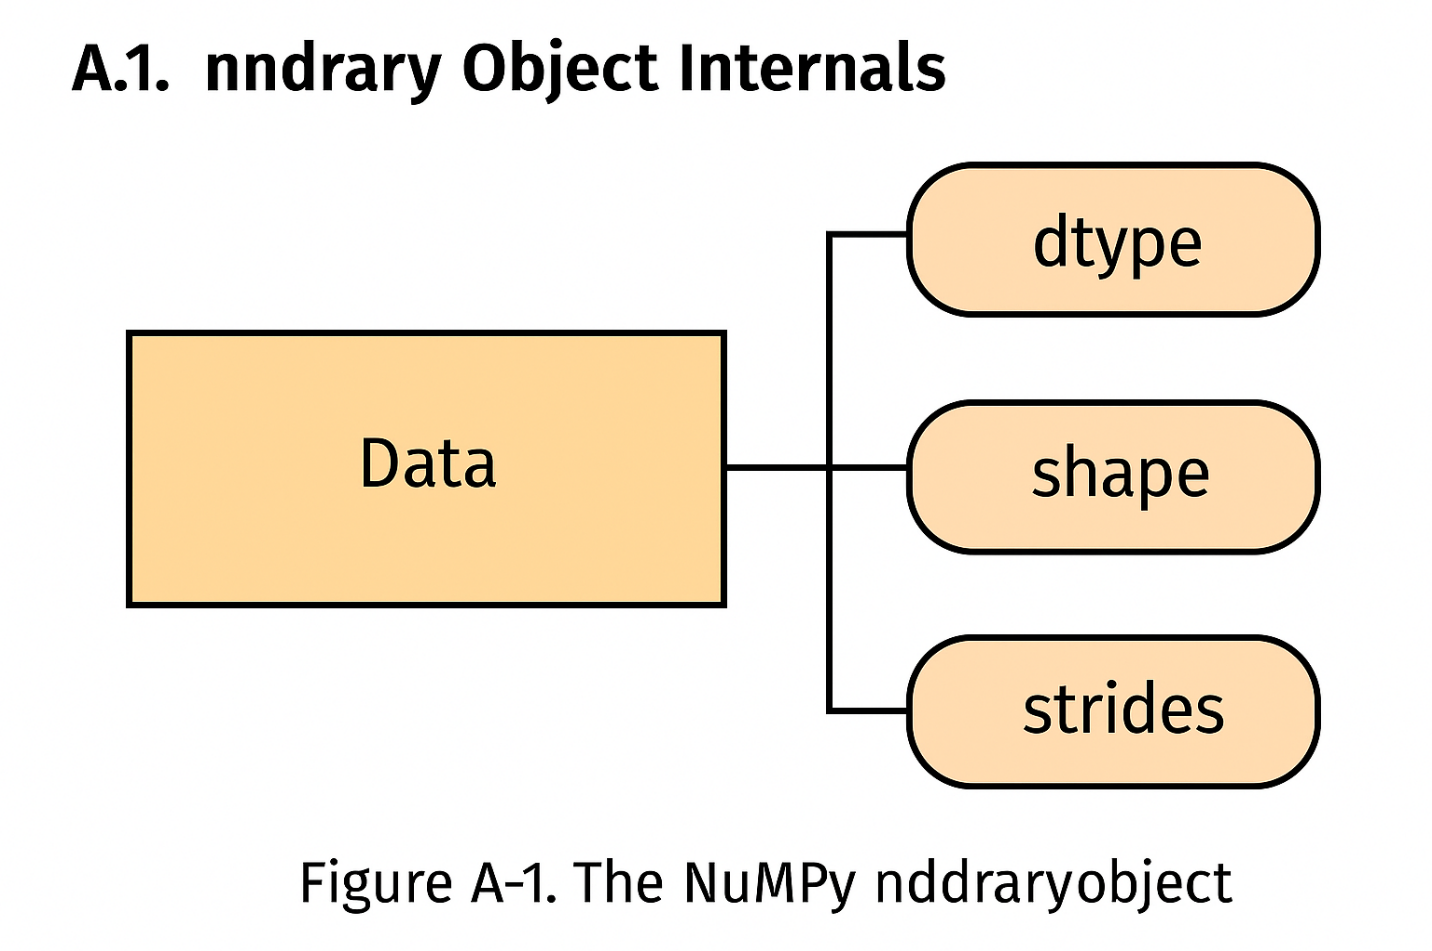 A.1. nndrary Object Internals
dtype
Data
shape
strides
Figure A-1. The NuMPy nddraryobject